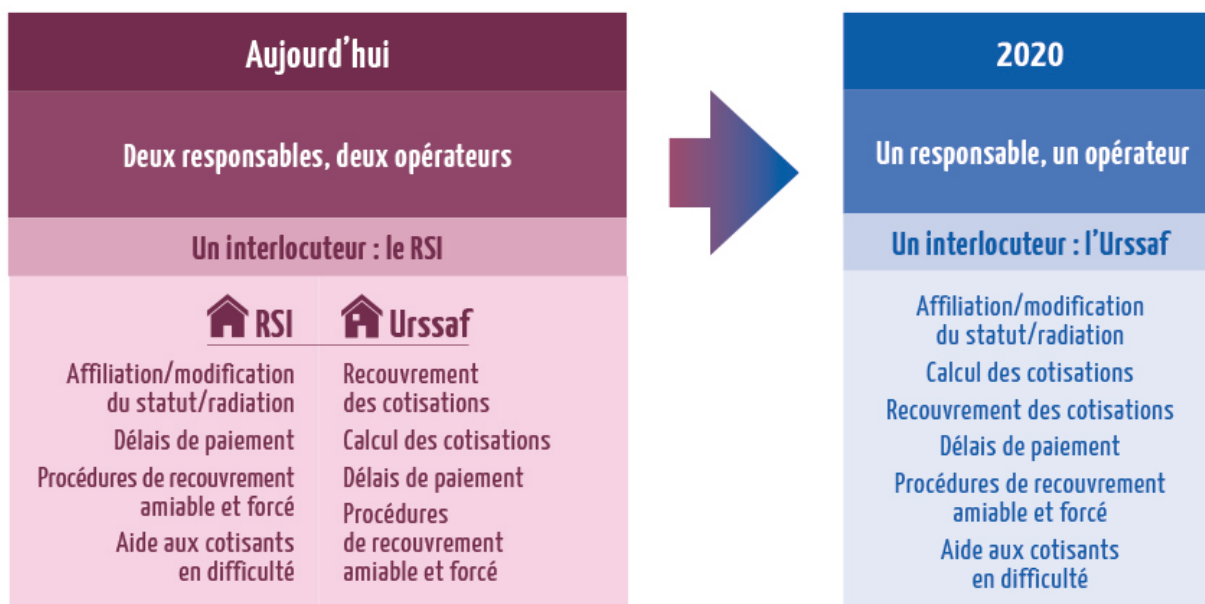 Aujourd'hui
Deux responsables, deux opérateurs
Un interlocuteur : le RSI
RSI
Affiliation/modification
du statut/radiation
Délais de paiement
Procédures de recouvrement
amiable et forcé
Aide aux cotisants
en difficulté
Urssaf
Recouvrement
des cotisations
Calcul des cotisations
Délais de paiement
Procédures
de recouvrement
amiable et forcé
2020
Un responsable, un opérateur
Un interlocuteur : l'Urssaf
Affiliation/modification
du statut/radiation
Calcul des cotisations
Recouvrement des cotisations
Délais de paiement
Procédures de recouvrement
amiable et forcé
Aide aux cotisants
en difficulté